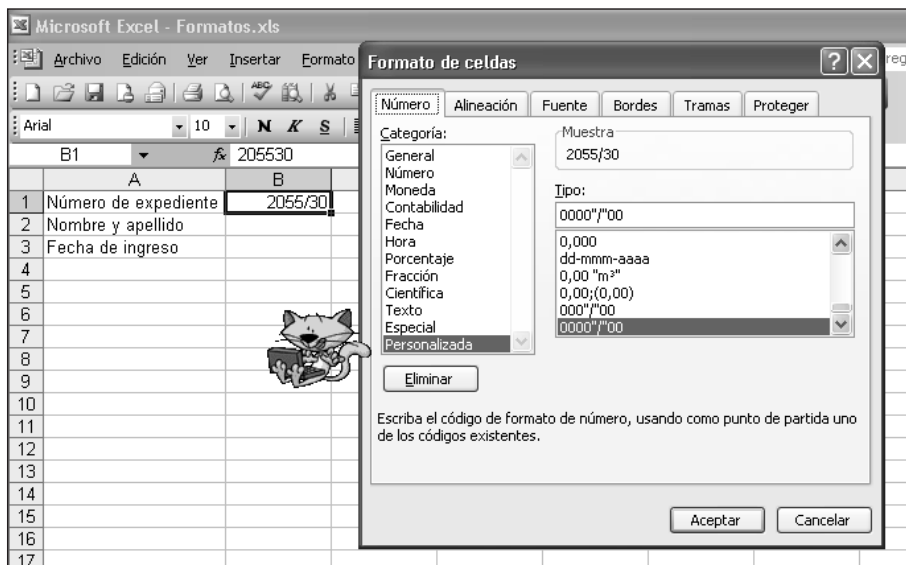 Microsoft Excel - Formatos.xls
Archivo Edición Ver Insertar Formato
Arial 10 N K S
B1 fx 205530
A B
1 Número de expediente 2055/30
2 Nombre y apellido
3 Fecha de ingreso
4
5
6
7
8
9
10
11
12
13
14
15
16
17
Formato de celdas
Número Alineación Fuente Bordes Tramas Proteger
Categoría:
General
Número
Moneda
Contabilidad
Fecha
Hora
Porcentaje
Fracción
Científica
Texto
Especial
Personalizada
Muestra
2055/30
Tipo:
0000"/"00
0,000
dd-mmm-aaaa
0,00 "m³"
0,00;(0,00)
000"/"00
0000"/"00
Eliminar
Escriba el código de formato de número, usando como punto de partida uno
de los códigos existentes.
Aceptar Cancelar